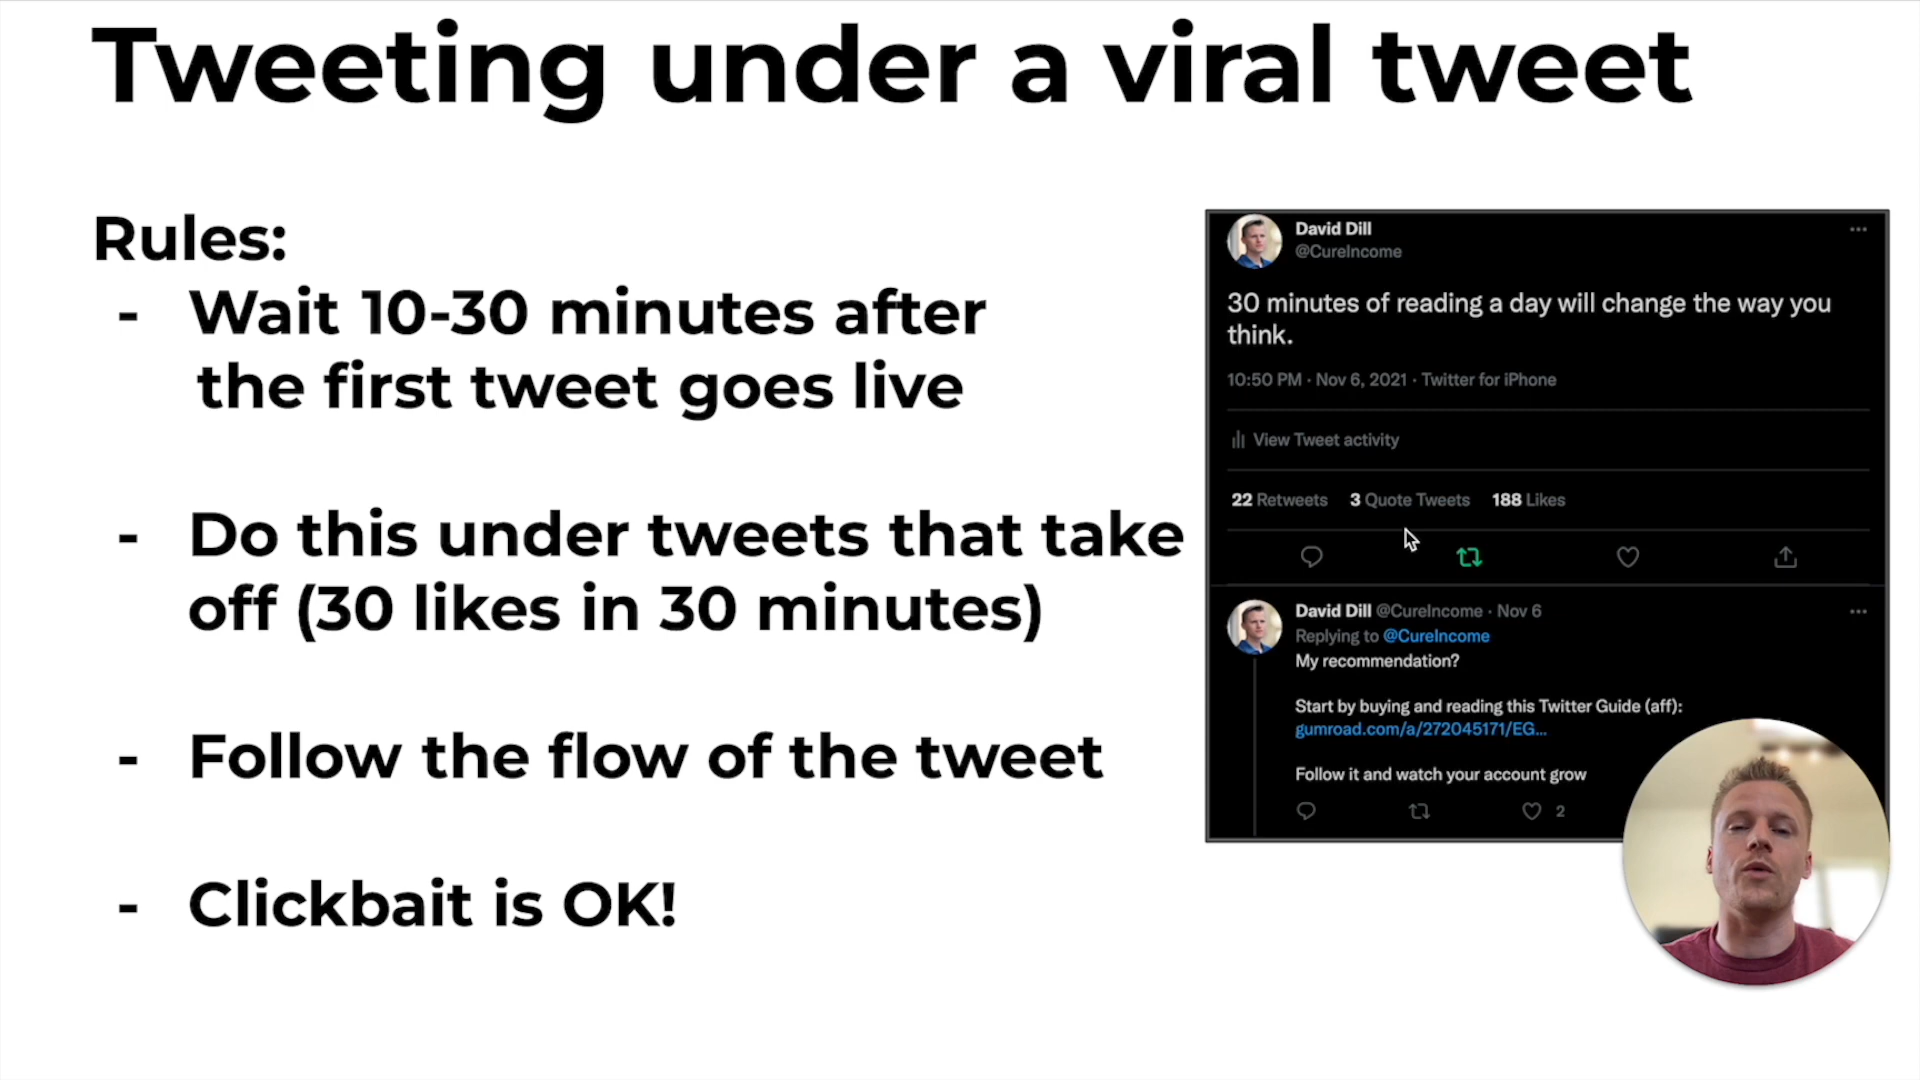 Tweeting under a viral tweet
Rules:
- Wait 10-30 minutes after
the first tweet goes live
- Do this under tweets that take
off (30 likes in 30 minutes)
- Follow the flow of the tweet
- Clickbait is OK!
David Dill
@CureIncome
30 minutes of reading a day will change the way you
think.
10:50 PM · Nov 6, 2021 · Twitter for iPhone
View Tweet activity
22 Retweets 3 Quote Tweets 188 Likes
David Dill @CureIncome · Nov 6
Replying to @CureIncome
My recommendation?
Start by buying and reading this Twitter Guide (aff):
gumroad.com/a/272045171/EG...
Follow it and watch your account grow
2